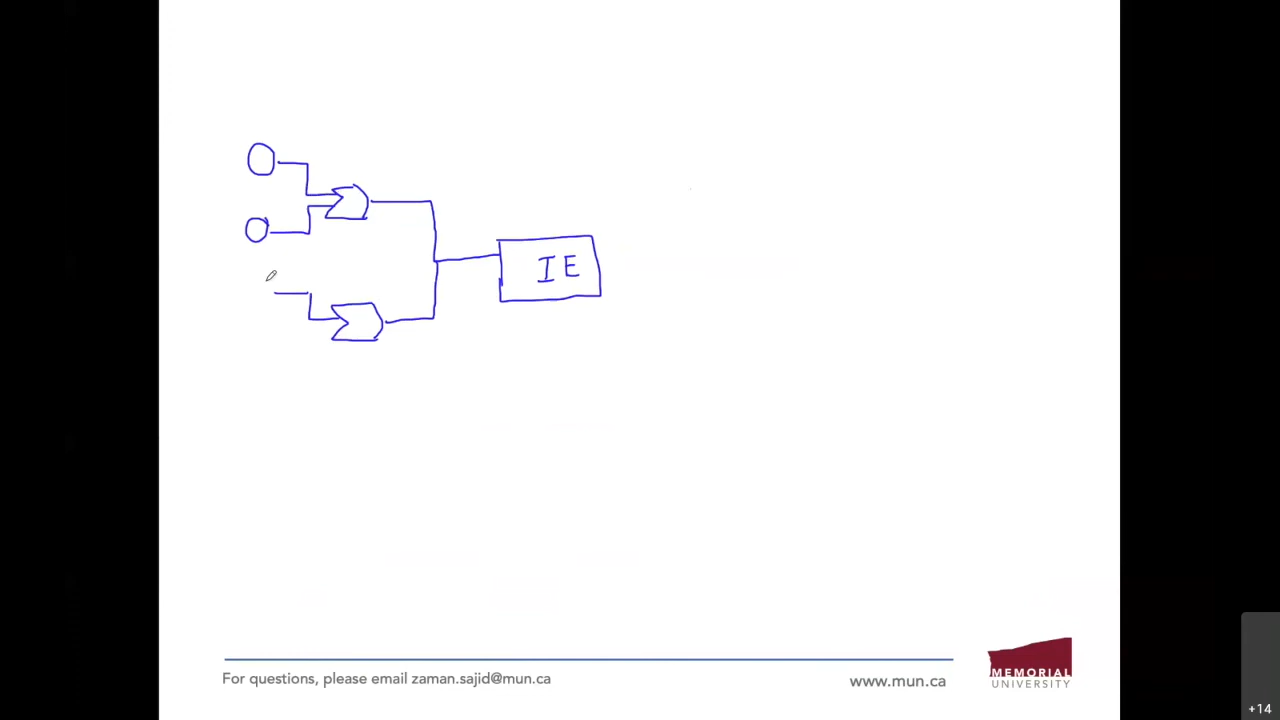 IE
For questions, please email zaman.sajid@mun.ca
www.mun.ca
MEMORIAL
UNIVERSITY
+14